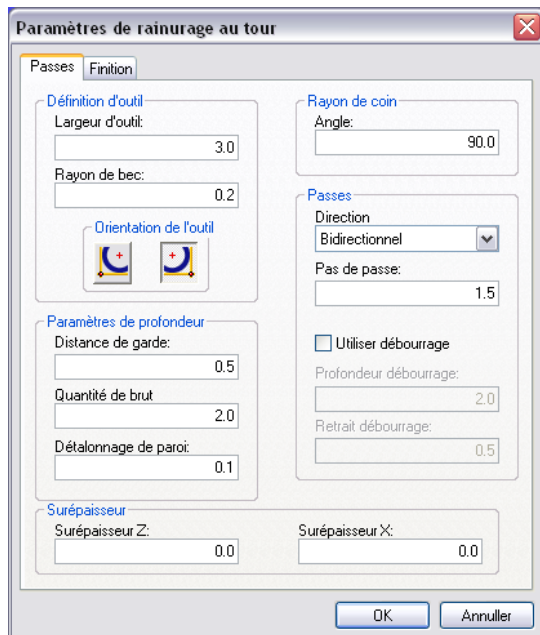 Paramètres de rainurage au tour
Passes
Finition
Définition d'outil
Largeur d'outil:
3.0
Rayon de bec:
0.2
Orientation de l'outil
Paramètres de profondeur
Distance de garde:
0.5
Quantité de brut
2.0
Détalonnage de paroi:
0.1
Rayon de coin
Angle:
90.0
Passes
Direction
Bidirectionnel
Pas de passe:
1.5
Utiliser débourrage
Profondeur débourrage:
2.0
Retrait débourrage:
0.5
Surépaisseur
Surépaisseur Z:
0.0
Surépaisseur X:
0.0
OK
Annuller